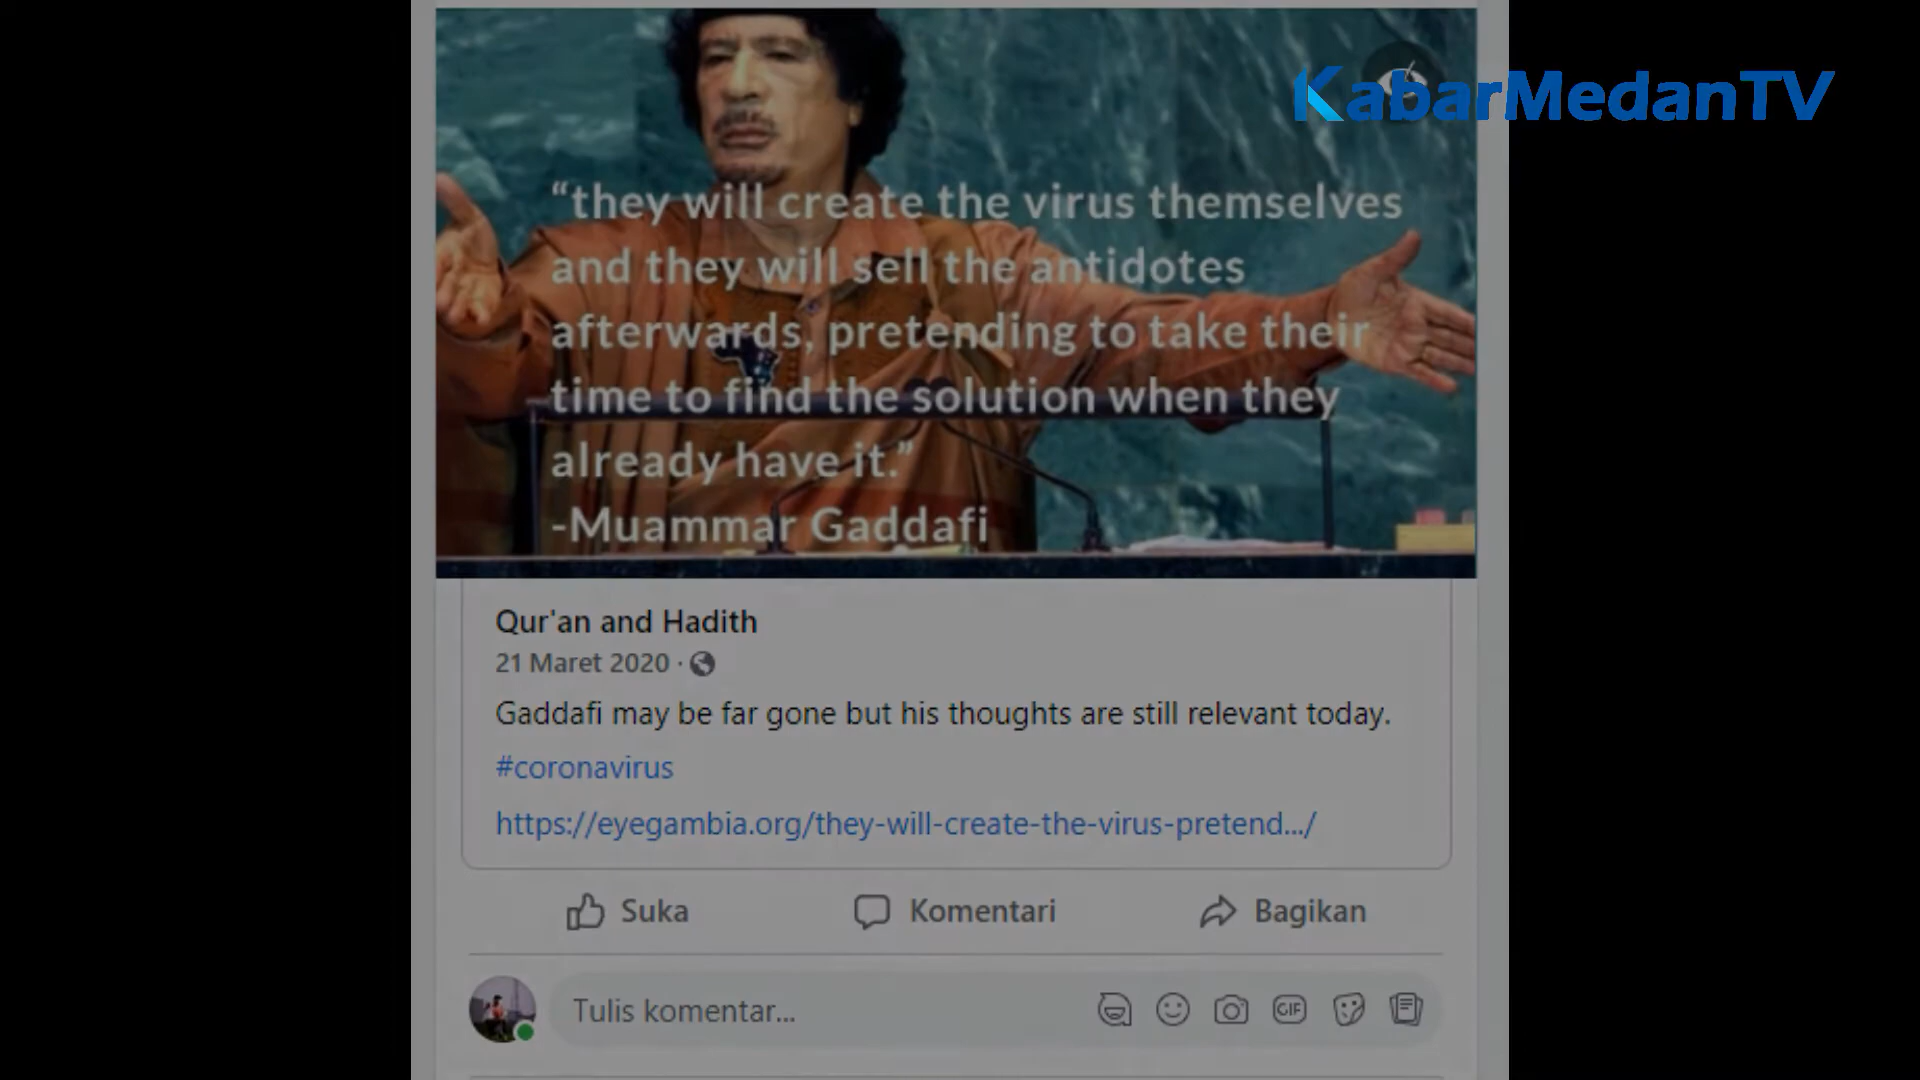 KabarMedanTV
“they will create the virus themselves
and they will sell the antidotes
afterwards, pretending to take their
time to find the solution when they
already have it.”
-Muammar Gaddafi
Qur'an and Hadith
21 Maret 2020 ·
Gaddafi may be far gone but his thoughts are still relevant today.
#coronavirus
https://eyegambia.org/they-will-create-the-virus-pretend.../
Suka Komentari Bagikan
Tulis komentar... GIF